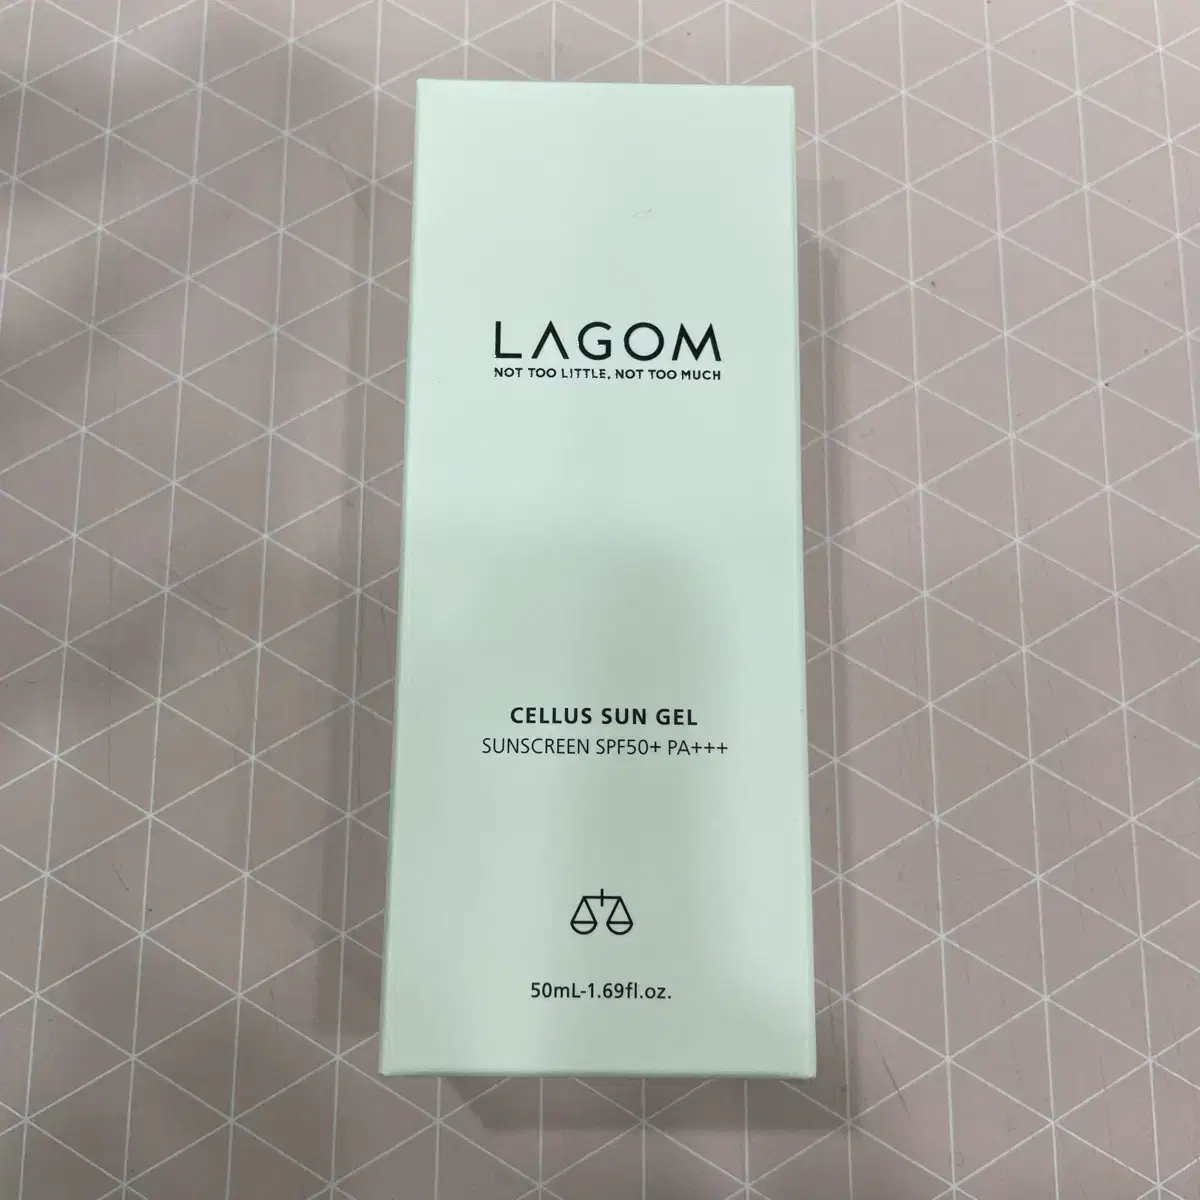 LAGOM
NOT TOO LITTLE, NOT TOO MUCH
CELLUS SUN GEL
SUNSCREEN SPF50+ PA+++
50mL-1.69fl.oz.